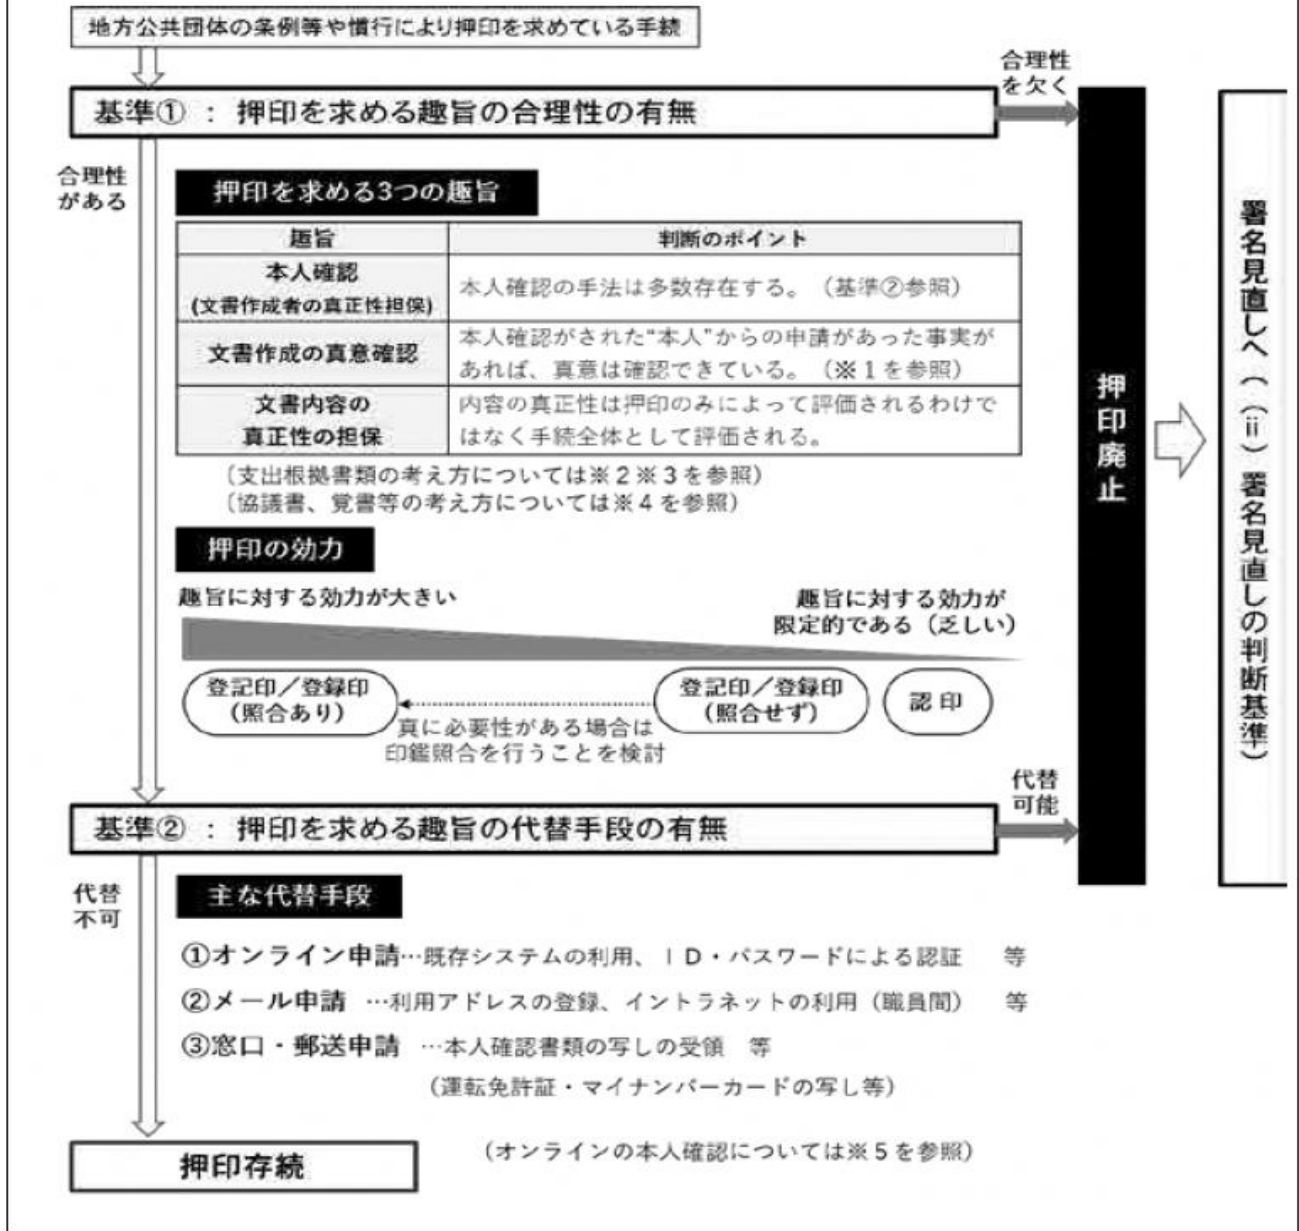 地方公共団体の条例等や慣行により押印を求めている手続
合理性
を欠く
基準① ： 押印を求める趣旨の合理性の有無
合理性
がある
押印を求める3つの趣旨
趣旨
判断のポイント
本人確認
(文書作成者の真正性担保)
本人確認の手法は多数存在する。（基準②参照）
文書作成の真意確認
本人確認がされた“本人”からの申請があった事実が
あれば、真意は確認できている。（※１を参照）
文書内容の
真正性の担保
内容の真正性は押印のみによって評価されるわけで
はなく手続全体として評価される。
（支出根拠書類の考え方については※２※３を参照）
（協議書、覚書等の考え方については※４を参照）
押印の効力
趣旨に対する効力が大きい
趣旨に対する効力が
限定的である（乏しい）
登記印／登録印
（照合あり）
登記印／登録印
（照合せず）
認印
真に必要性がある場合は
印鑑照合を行うことを検討
代替
可能
基準② ： 押印を求める趣旨の代替手段の有無
代替
不可
主な代替手段
①オンライン申請…既存システムの利用、ＩＤ・パスワードによる認証　等
②メール申請　…利用アドレスの登録、イントラネットの利用（職員間）　等
③窓口・郵送申請　…本人確認書類の写しの受領　等
（運転免許証・マイナンバーカードの写し等）
（オンラインの本人確認については※５を参照）
押印存続
押印廃止
署名見直しへ（（ⅱ）署名見直しの判断基準）